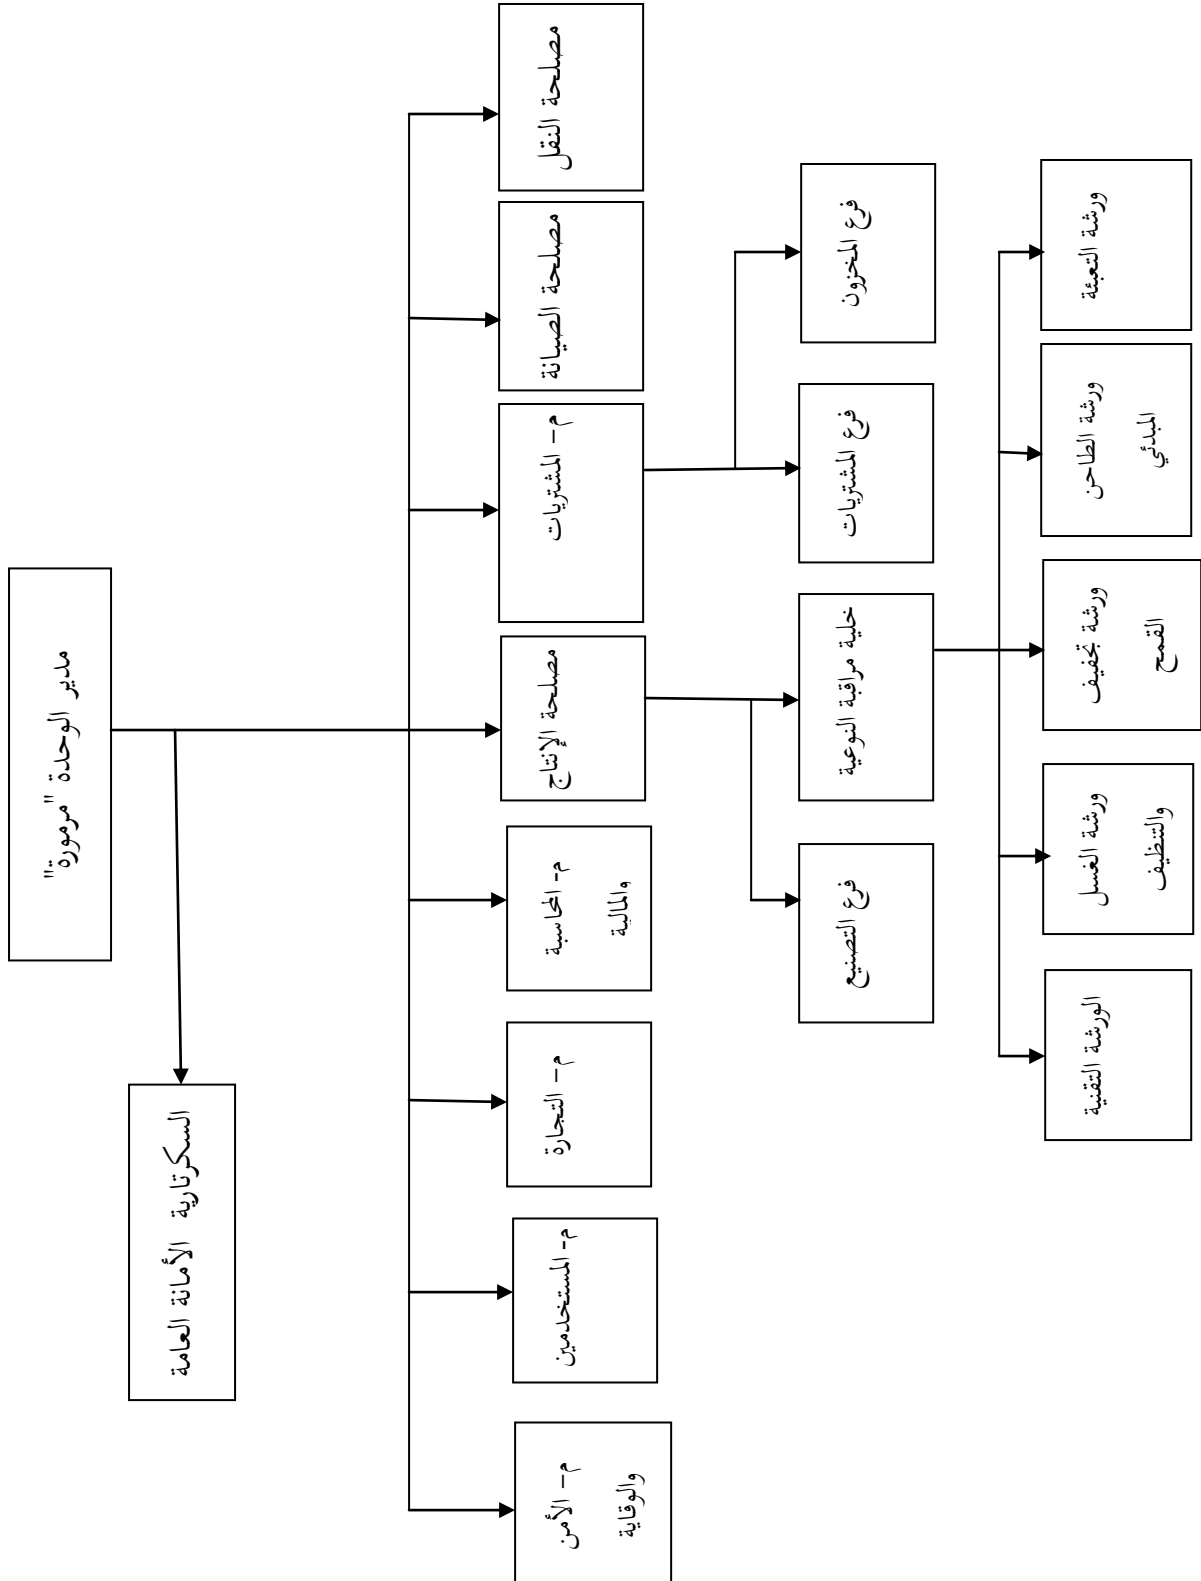 مدير الوحدة "مرمورة"
السكرتارية الأمانة العامة
مصلحة النقل
مصلحة الصيانة
م – المشتريات
مصلحة الإنتاج
م- المحاسبة
والمالية
م – التجارة
م- المستخدمين
م – الأمن
والوقاية
فرع المخزون
فرع المشتريات
خلية مراقبة النوعية
فرع التصنيع
ورشة التعبئة
ورشة الطاحن
المبدئي
ورشة تجفيف
القمح
ورشة الغسل
والتنظيف
الورشة التقنية